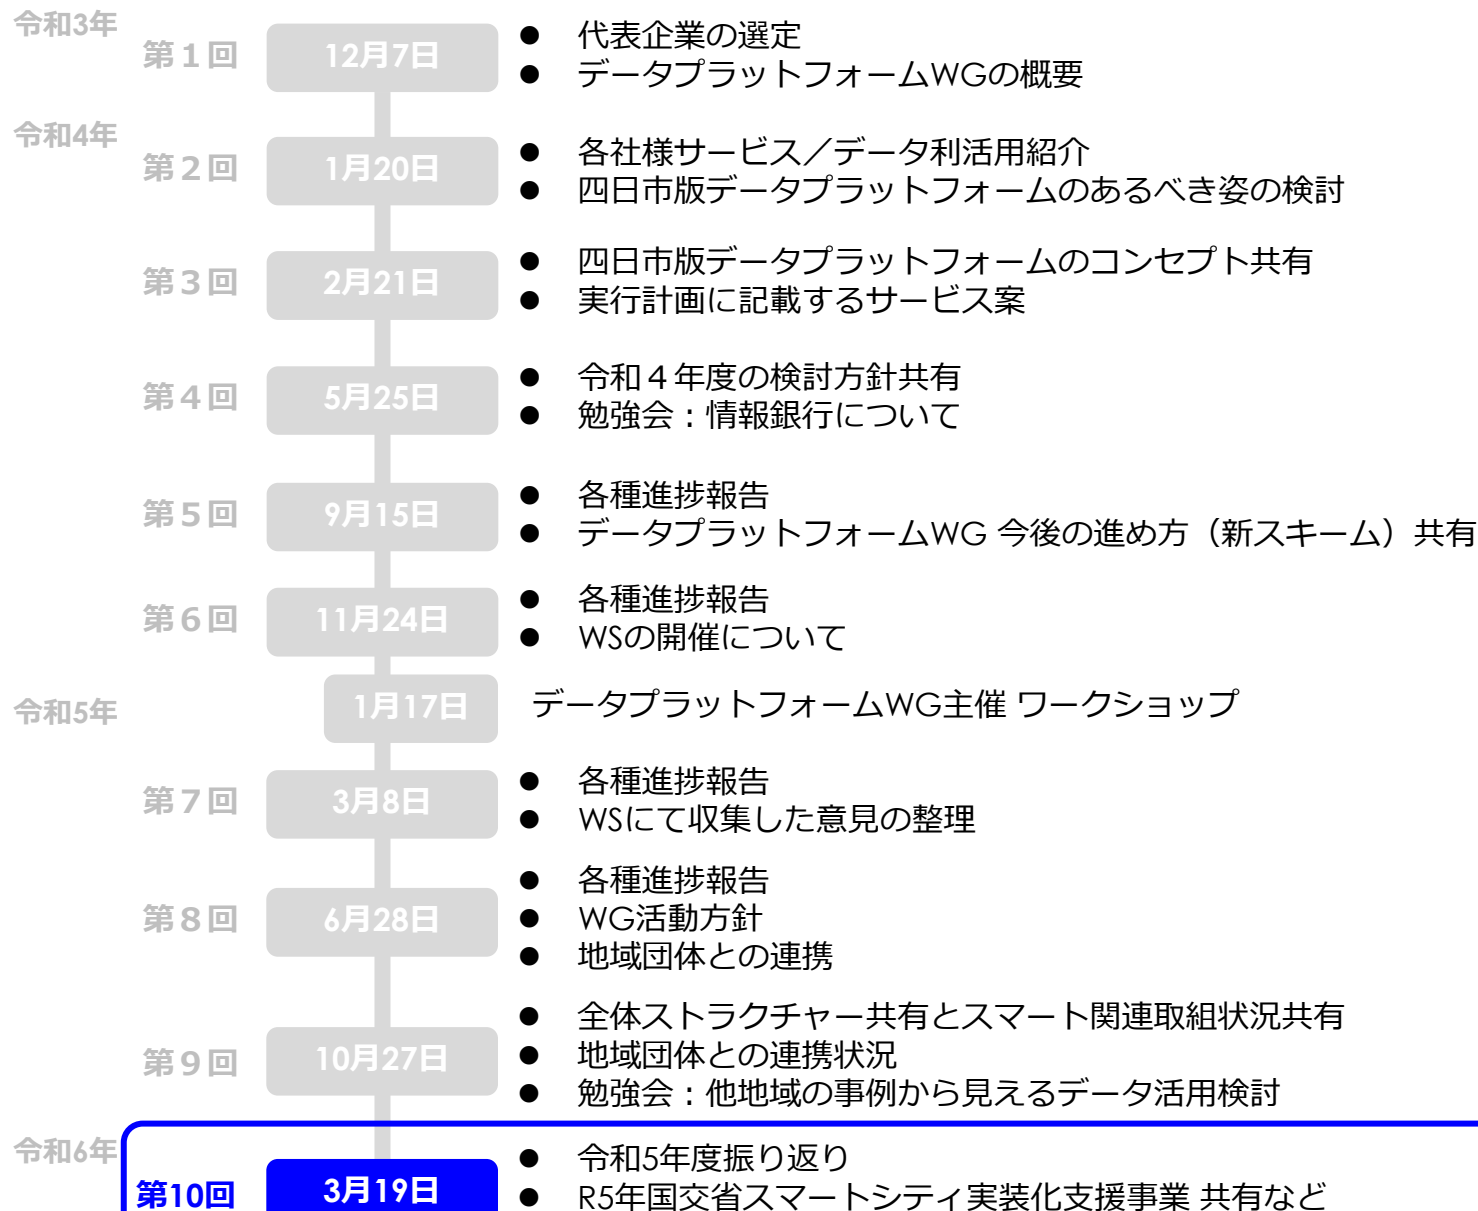 令和3年
第１回 12月7日
● 代表企業の選定
● データプラットフォームWGの概要
令和4年
第２回 1月20日
● 各社様サービス／データ利活用紹介
● 四日市版データプラットフォームのあるべき姿の検討
第３回 2月21日
● 四日市版データプラットフォームのコンセプト共有
● 実行計画に記載するサービス案
第４回 5月25日
● 令和４年度の検討方針共有
● 勉強会：情報銀行について
第５回 9月15日
● 各種進捗報告
● データプラットフォームWG 今後の進め方（新スキーム）共有
第６回 11月24日
● 各種進捗報告
● WSの開催について
令和5年
1月17日 データプラットフォームWG主催 ワークショップ
第７回 3月8日
● 各種進捗報告
● WSにて収集した意見の整理
第８回 6月28日
● 各種進捗報告
● WG活動方針
● 地域団体との連携
第９回 10月27日
● 全体ストラクチャー共有とスマート関連取組状況共有
● 地域団体との連携状況
● 勉強会：他地域の事例から見えるデータ活用検討
令和6年
第10回 3月19日
● 令和5年度振り返り
● R5年国交省スマートシティ実装化支援事業 共有など